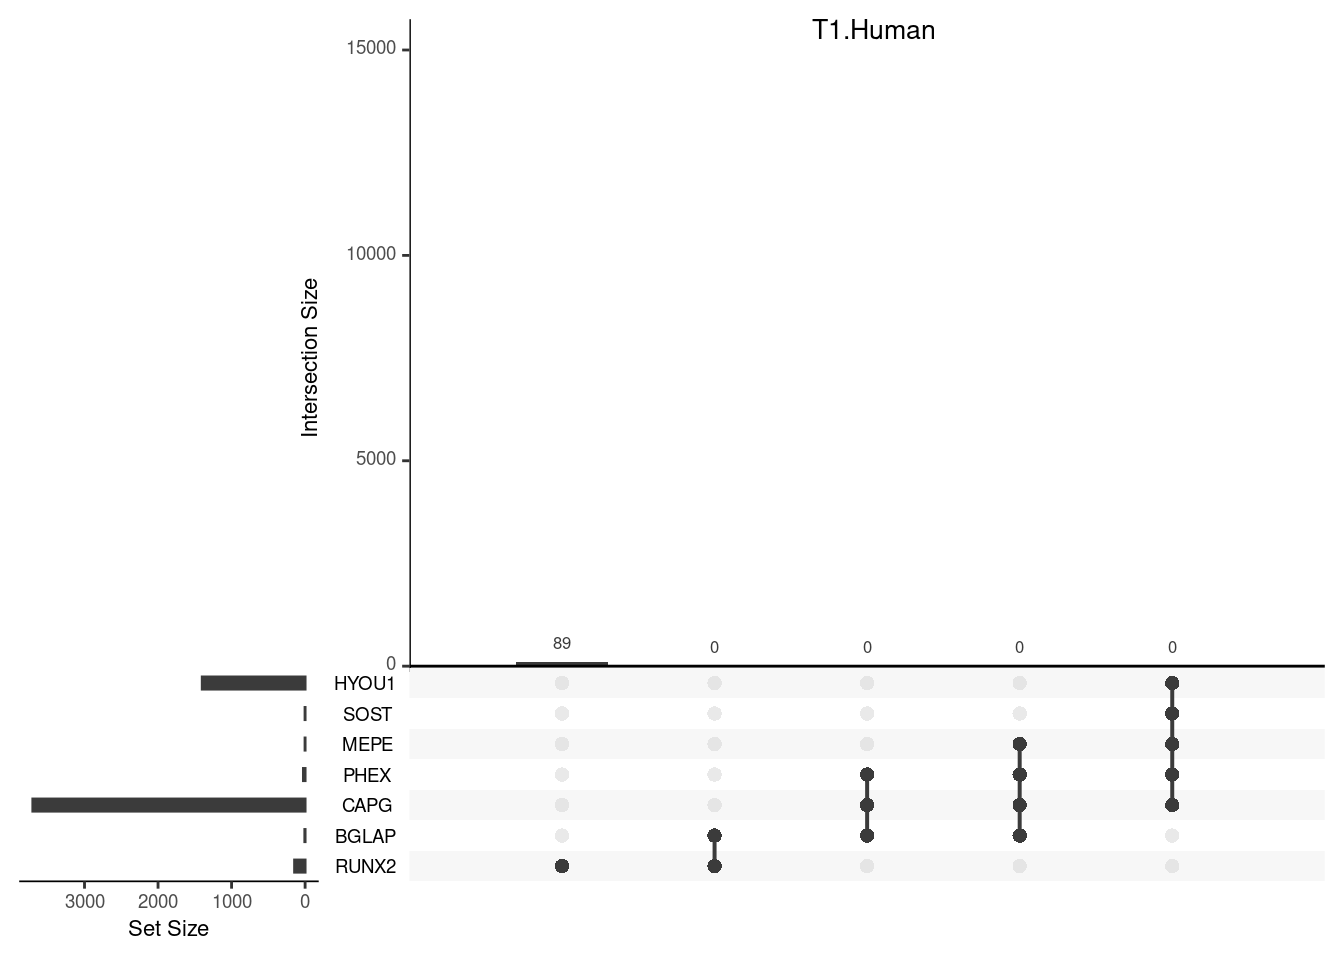 T1.Human
15000
10000
5000
0
Intersection Size
89
0
0
0
0
HYOU1
SOST
MEPE
PHEX
CAPG
BGLAP
RUNX2
3000
2000
1000
0
Set Size